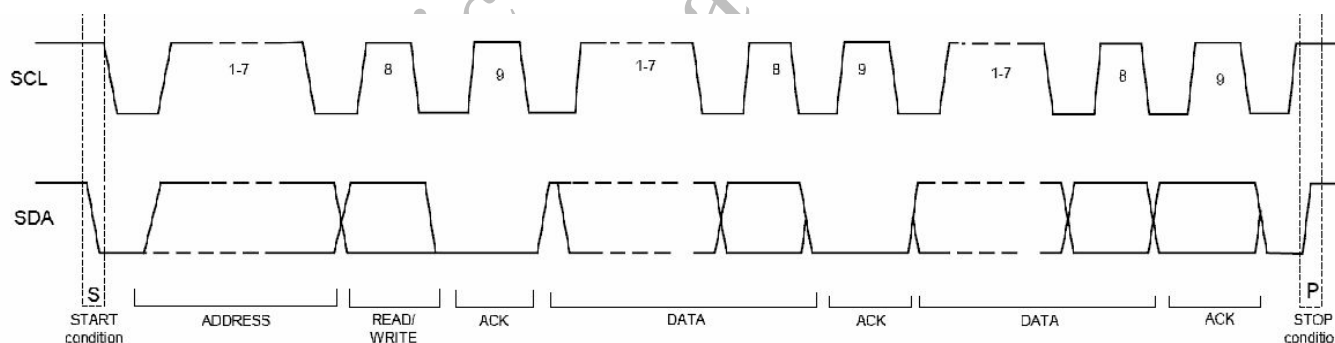 SCL
1-7
8
9
1-7
8
9
1-7
8
9
SDA
S
P
START
condition
ADDRESS
READ/
WRITE
ACK
DATA
ACK
DATA
ACK
STOP
condition